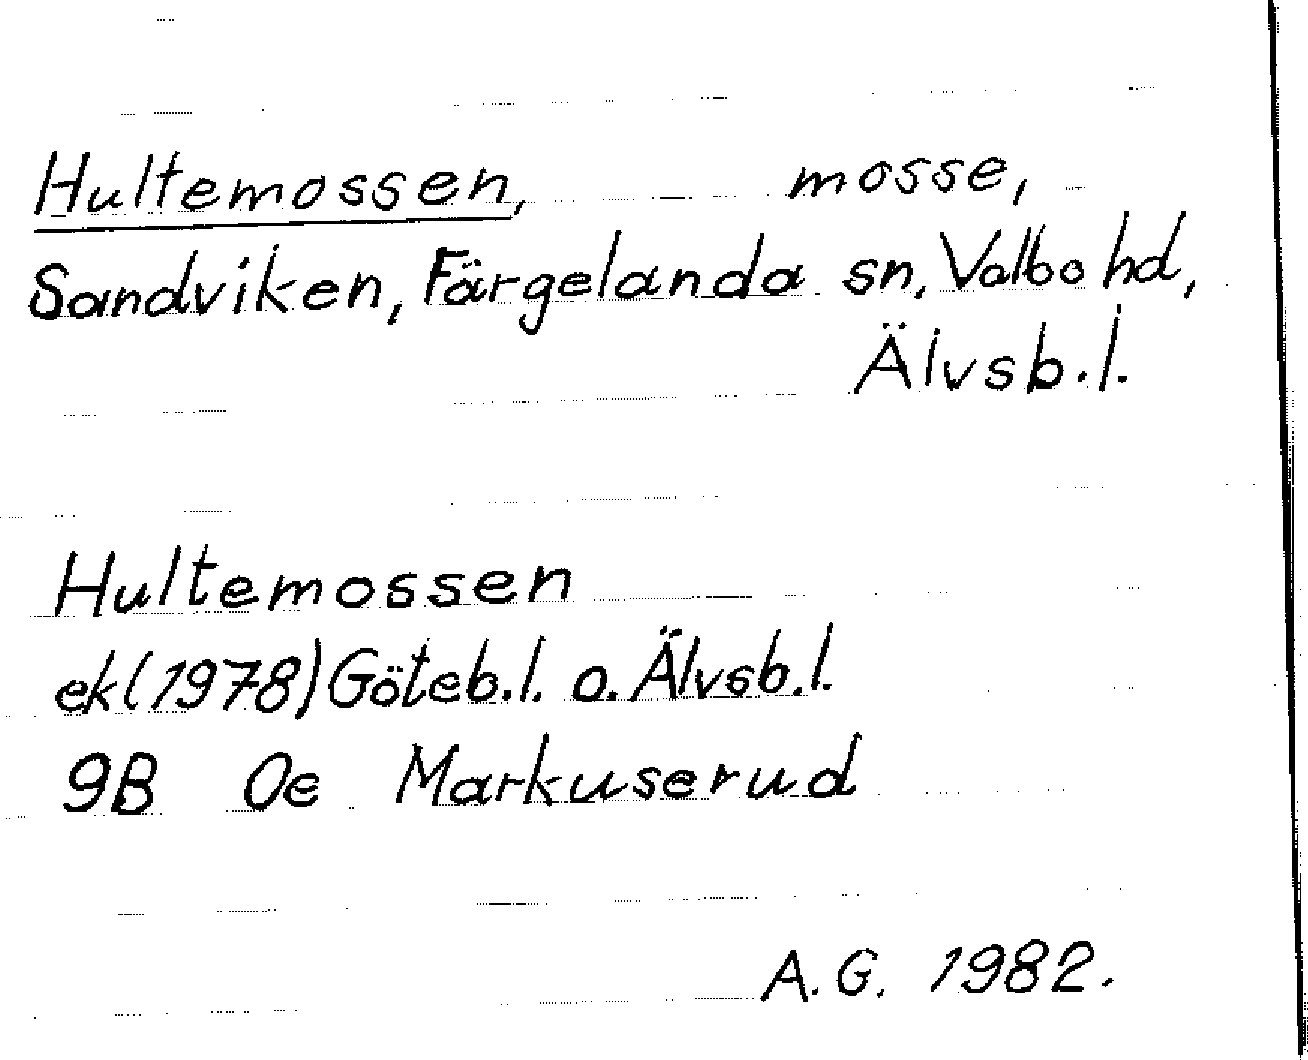 Hultemossen, mosse,
Sandviken, Färgelanda sn, Valbo hd,
Älvsb.l.
Hultemossen
ek (1978) Göteb.l. o. Älvsb.l.
9B 0e Markuserud
A.G. 1982.